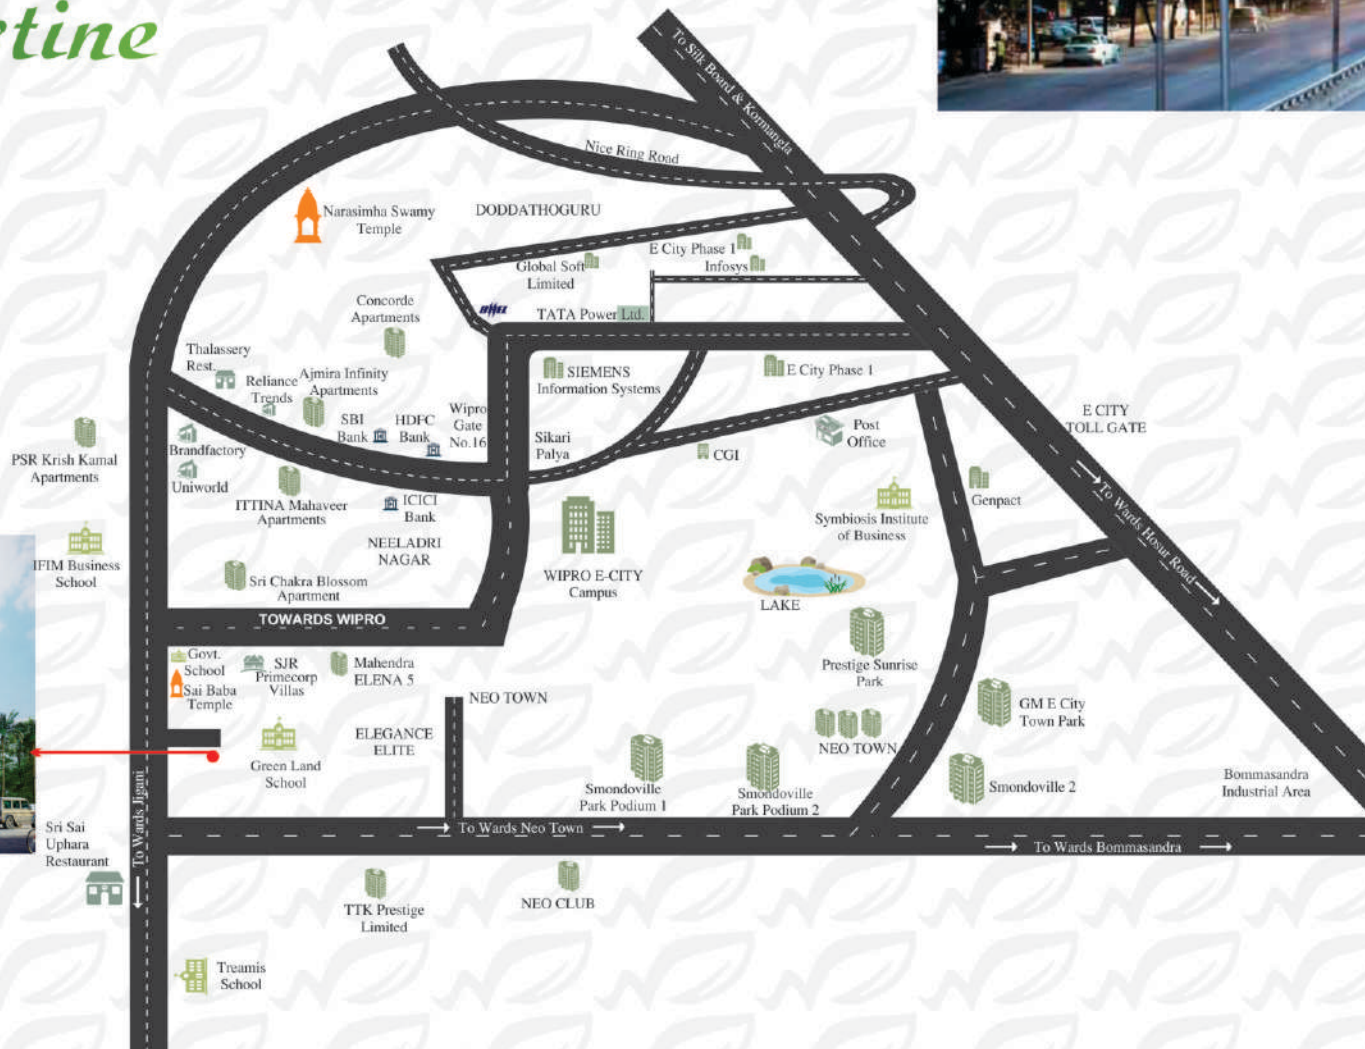 tine
To Silk Board & Kormangla
Nice Ring Road
Narasimha Swamy
Temple
DODDATHOGURU
E City Phase 1
Infosys
Global Soft
Limited
Concorde
Apartments
BHEL
TATA Power Ltd.
Thalassery
Rest.
Reliance
Trends
Ajmira Infinity
Apartments
SIEMENS
Information Systems
E City Phase 1
SBI
Bank
HDFC
Bank
Wipro
Gate
No.16
Sikari
Palya
Post
Office
E CITY
TOLL GATE
PSR Krish Kamal
Apartments
Brandfactory
Uniworld
CGI
ITTINA Mahaveer
Apartments
ICICI
Bank
Genpact
To Wards Hosur Road
Symbiosis Institute
of Business
NEELADRI
NAGAR
IFIM Business
School
Sri Chakra Blossom
Apartment
WIPRO E-CITY
Campus
LAKE
TOWARDS WIPRO
Govt.
School
SJR
Primecorp
Villas
Mahendra
ELENA 5
Prestige Sunrise
Park
Sai Baba
Temple
NEO TOWN
GM E City
Town Park
ELEGANCE
ELITE
NEO TOWN
Green Land
School
Smondoville
Park Podium 1
Smondoville
Park Podium 2
Smondoville 2
Bommasandra
Industrial Area
To Wards Jigani
Sri Sai
Uphara
Restaurant
To Wards Neo Town
To Wards Bommasandra
TTK Prestige
Limited
NEO CLUB
Treamis
School